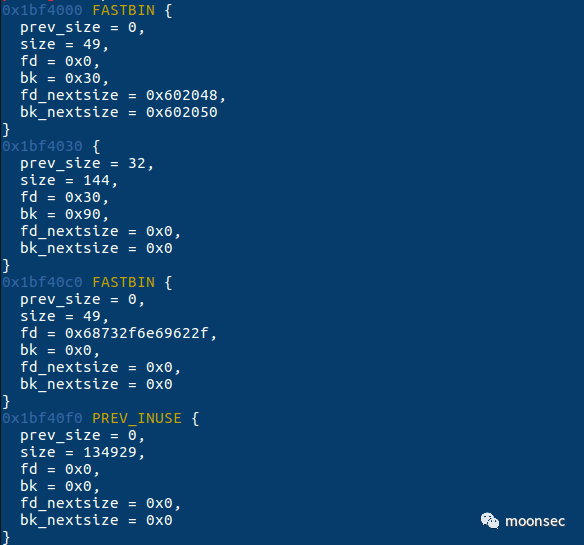 0x1bf4000 FASTBIN {
  prev_size = 0,
  size = 49,
  fd = 0x0,
  bk = 0x30,
  fd_nextsize = 0x602048,
  bk_nextsize = 0x602050
}
0x1bf4030 {
  prev_size = 32,
  size = 144,
  fd = 0x30,
  bk = 0x90,
  fd_nextsize = 0x0,
  bk_nextsize = 0x0
}
0x1bf40c0 FASTBIN {
  prev_size = 0,
  size = 49,
  fd = 0x68732f6e69622f,
  bk = 0x0,
  fd_nextsize = 0x0,
  bk_nextsize = 0x0
}
0x1bf40f0 PREV_INUSE {
  prev_size = 0,
  size = 134929,
  fd = 0x0,
  bk = 0x0,
  fd_nextsize = 0x0,
  bk_nextsize = 0x0
}
moonsec